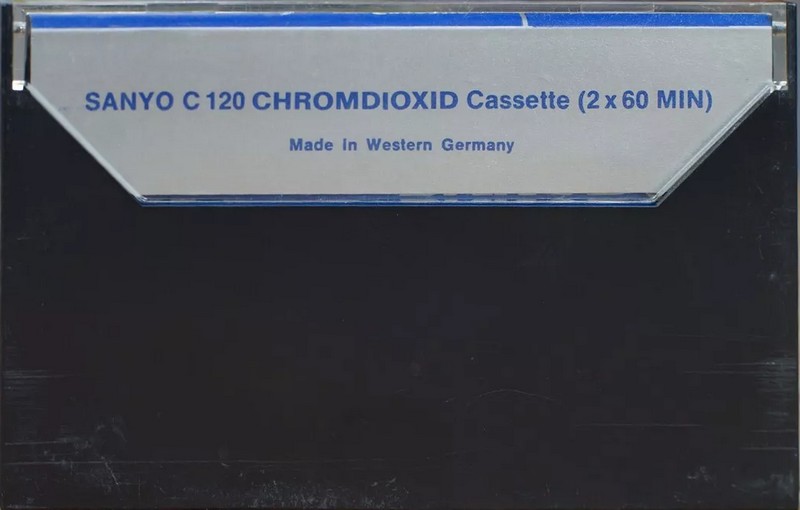 SANYO C 120 CHROMDIOXID Cassette (2 x 60 MIN)
Made in Western Germany